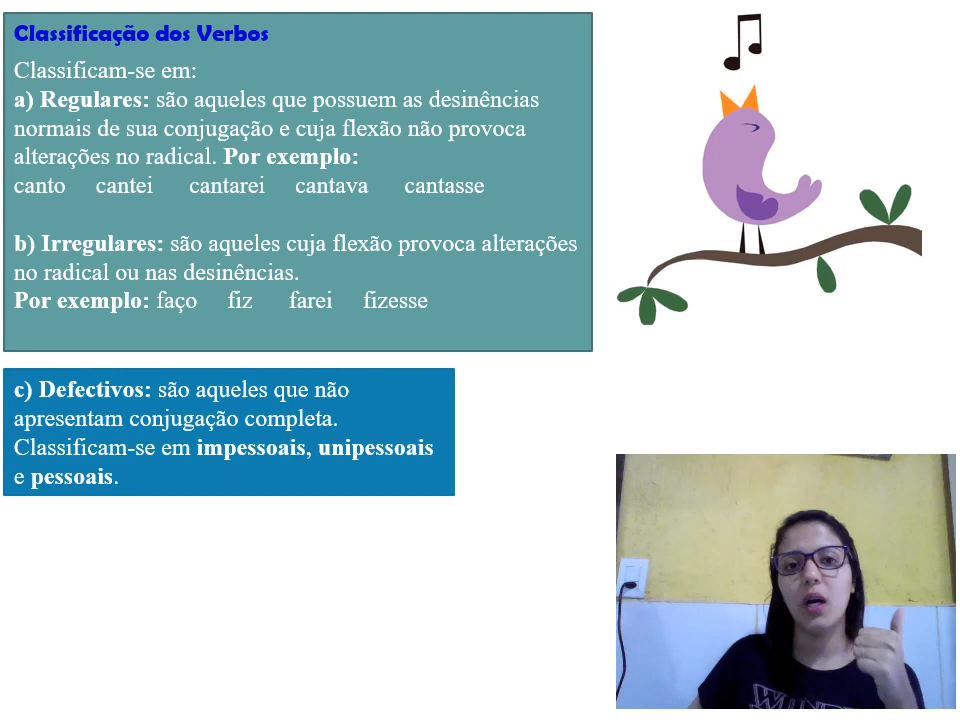 Classificação dos Verbos
Classificam-se em:
a) Regulares: são aqueles que possuem as desinências
normais de sua conjugação e cuja flexão não provoca
alterações no radical. Por exemplo:
canto cantei cantarei cantava cantasse
b) Irregulares: são aqueles cuja flexão provoca alterações
no radical ou nas desinências.
Por exemplo: faço fiz farei fizesse
c) Defectivos: são aqueles que não
apresentam conjugação completa.
Classificam-se em impessoais, unipessoais
e pessoais.